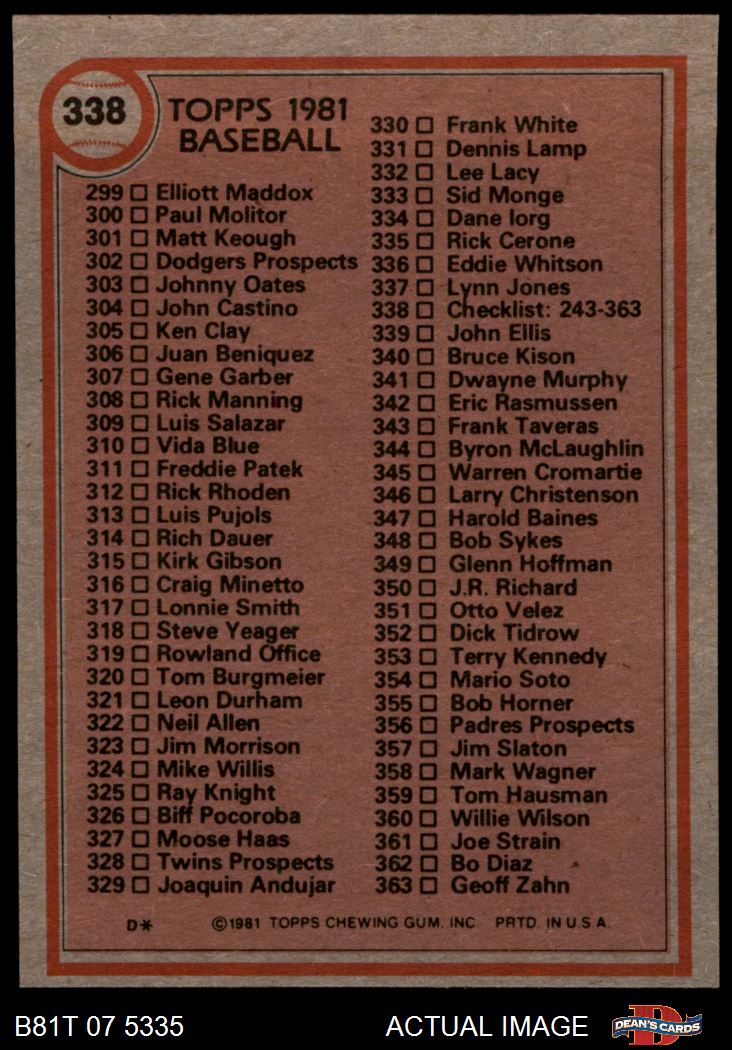 338
TOPPS 1981
BASEBALL
299 Elliott Maddox
300 Paul Molitor
301 Matt Keough
302 Dodgers Prospects
303 Johnny Oates
304 John Castino
305 Ken Clay
306 Juan Beniquez
307 Gene Garber
308 Rick Manning
309 Luis Salazar
310 Vida Blue
311 Freddie Patek
312 Rick Rhoden
313 Luis Pujols
314 Rich Dauer
315 Kirk Gibson
316 Craig Minetto
317 Lonnie Smith
318 Steve Yeager
319 Rowland Office
320 Tom Burgmeier
321 Leon Durham
322 Neil Allen
323 Jim Morrison
324 Mike Willis
325 Ray Knight
326 Biff Pocoroba
327 Moose Haas
328 Twins Prospects
329 Joaquin Andujar
330 Frank White
331 Dennis Lamp
332 Lee Lacy
333 Sid Monge
334 Dane Iorg
335 Rick Cerone
336 Eddie Whitson
337 Lynn Jones
338 Checklist: 243-363
339 John Ellis
340 Bruce Kison
341 Dwayne Murphy
342 Eric Rasmussen
343 Frank Taveras
344 Byron McLaughlin
345 Warren Cromartie
346 Larry Christenson
347 Harold Baines
348 Bob Sykes
349 Glenn Hoffman
350 J.R. Richard
351 Otto Velez
352 Dick Tidrow
353 Terry Kennedy
354 Mario Soto
355 Bob Horner
356 Padres Prospects
357 Jim Slaton
358 Mark Wagner
359 Tom Hausman
360 Willie Wilson
361 Joe Strain
362 Bo Diaz
363 Geoff Zahn
D* ©1981 TOPPS CHEWING GUM, INC. PRTD. IN U.S.A.
B81T 07 5335 ACTUAL IMAGE
D
DEAN'S CARDS